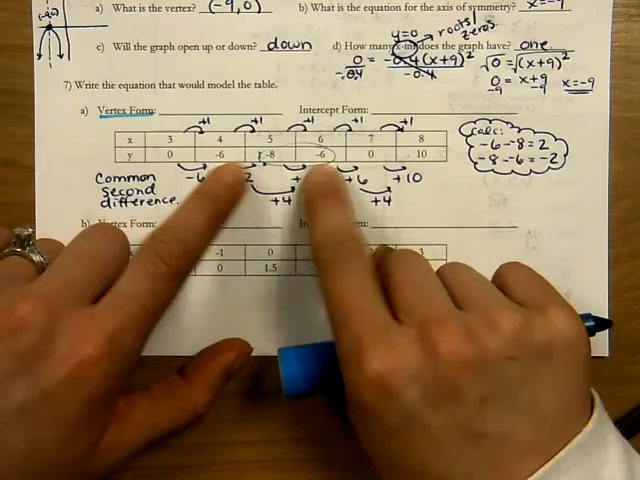 (-9,0)
a) What is the vertex? (-9,0) b) What is the equation for the axis of symmetry? x=-9
y=0 roots/ zeros.
c) Will the graph open up or down? down d) How many x-int does the graph have? one
0 = -0.4(x+9)² √0 = √(x+9)²
-0.4 -0.4 0 = x+9
-9 -9 x=-9
7) Write the equation that would model the table.
a) Vertex Form: Intercept Form:
+1 +1 +1 +1 +1
x 3 4 5 6 7 8
y 0 -6 -8 -6 0 10
calc:
-6--8=2
-8--6=-2
Common second difference.
-6 2 + +6 +10
+4 +4
b) Vertex Form: Form:
-1 0 3
0 1.5